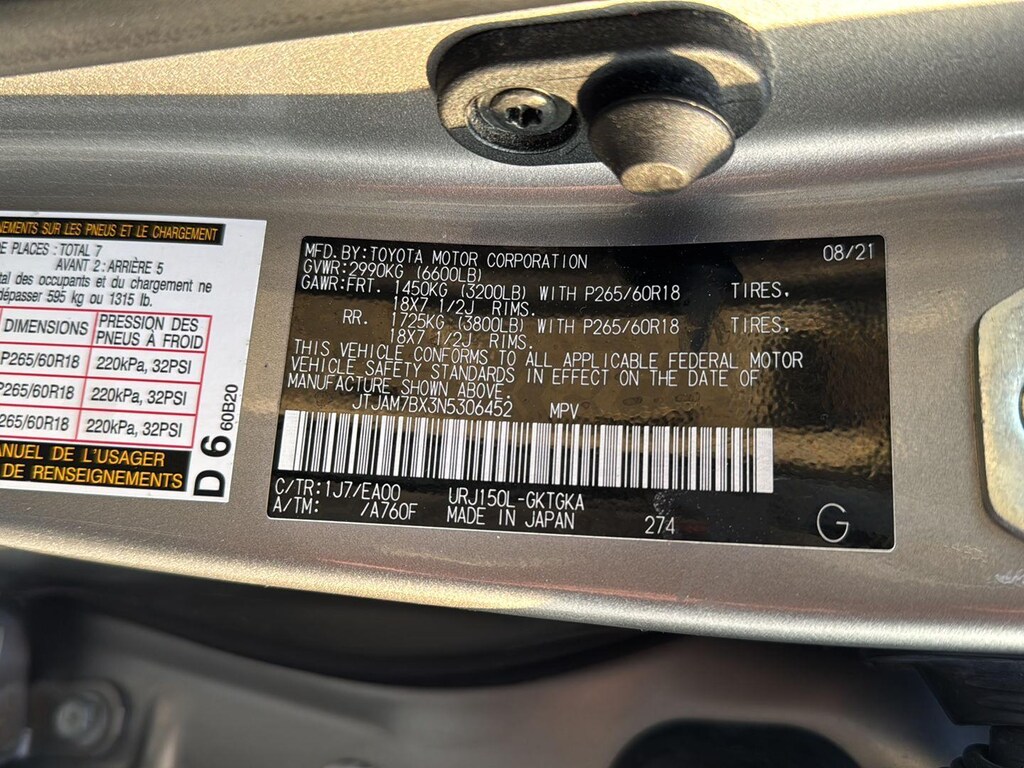 NEMENTS SUR LES PNEUS ET LE CHARGEMENT
DE PLACES : TOTAL 7
AVANT 2 : ARRIÈRE 5
tal des occupants et du chargement ne
dépasser 595 kg ou 1315 lb.
DIMENSIONS PRESSION DES PNEUS À FROID
P265/60R18 220kPa, 32PSI
P265/60R18 220kPa, 32PSI
265/60R18 220kPa, 32PSI
ANUEL DE L'USAGER
DE RENSEIGNEMENTS
D 6 60B20
MFD.BY:TOYOTA MOTOR CORPORATION 08/21
GVWR:2990KG (6600LB)
GAWR:FRT. 1450KG (3200LB) WITH P265/60R18 TIRES.
18X7 1/2J RIMS.
RR. 1725KG (3800LB) WITH P265/60R18 TIRES.
18X7 1/2J RIMS.
THIS VEHICLE CONFORMS TO ALL APPLICABLE FEDERAL MOTOR
VEHICLE SAFETY STANDARDS IN EFFECT ON THE DATE OF
MANUFACTURE SHOWN ABOVE.
JTJAM7BX3N5306452 MPV
C/TR:1J7/EA00 URJ150L-GKTGKA
A/TM: /A760F MADE IN JAPAN 274 G